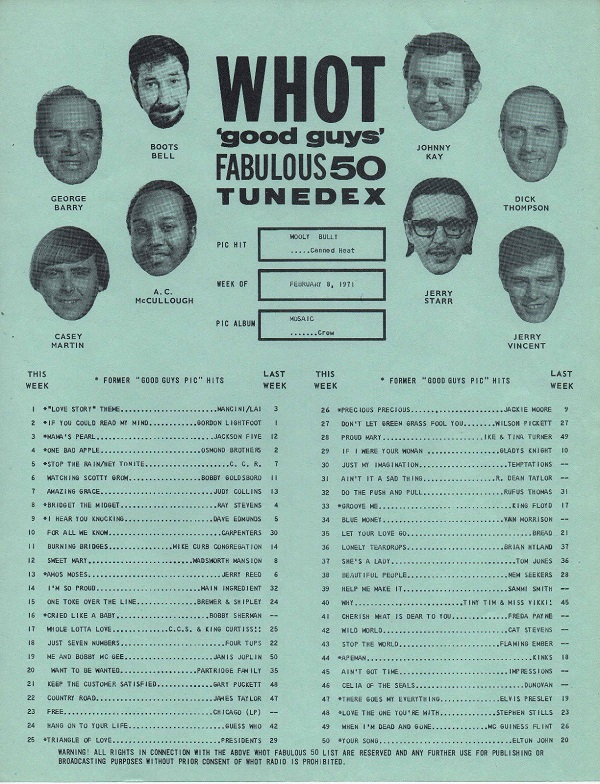 WHOT
'good guys'
FABULOUS 50
TUNEDEX
BOOTS
BELL
JOHNNY
KAY
GEORGE
BARRY
DICK
THOMPSON
A. C.
McCULLOUGH
JERRY
STARR
CASEY
MARTIN
JERRY
VINCENT
PIC HIT
WOOLY BULLY
.....Canned Heat
WEEK OF
FEBRUARY 8, 1971
PIC ALBUM
MOSAIC
.......Crow
THIS WEEK * FORMER "GOOD GUYS PIC" HITS LAST WEEK
1 *"LOVE STORY" THEME....................MANCINI/LAI 3
2 *IF YOU COULD READ MY MIND..........GORDON LIGHTFOOT 1
3 *MAMA'S PEARL.......................JACKSON FIVE 12
4 *ONE BAD APPLE......................OSMOND BROTHERS 2
5 *STOP THE RAIN/HEY TONITE...............C. C. R. 7
6 WATCHING SCOTTY GROW..............BOBBY GOLDSBORO 11
7 AMAZING GRACE.......................JUDY COLLINS 13
8 *BRIDGET THE MIDGET..................RAY STEVENS 4
9 *I HEAR YOU KNOCKING................DAVE EDMUNDS 5
10 FOR ALL WE KNOW.......................CARPENTERS 30
11 BURNING BRIDGES.........MIKE CURB CONGREGATION 14
12 SWEET MARY.....................WADSWORTH MANSION 8
13 *AMOS MOSES..........................JERRY REED 6
14 I'M SO PROUD....................MAIN INGREDIENT 32
15 ONE TOKE OVER THE LINE.........BREWER & SHIPLEY 24
16 *CRIED LIKE A BABY.................BOBBY SHERMAN --
17 WHOLE LOTTA LOVE........C.C.S. & KING CURTISS!! 25
18 JUST SEVEN NUMBERS....................FOUR TOPS 22
19 ME AND BOBBY MC GEE................JANIS JOPLIN 50
20 WANT TO BE WANTED..............PARTRIDGE FAMILY 35
21 KEEP THE CUSTOMER SATISFIED........GARY PUCKETT 48
22 COUNTRY ROAD.......................JAMES TAYLOR 47
23 FREE..............................CHICAGO (LP) --
24 HANG ON TO YOUR LIFE..................GUESS WHO 42
25 *TRIANGLE OF LOVE....................PRESIDENTS 29
THIS WEEK * FORMER "GOOD GUYS PIC" HITS LAST WEEK
26 *PRECIOUS PRECIOUS..................JACKIE MOORE 9
27 DON'T LET GREEN GRASS FOOL YOU....WILSON PICKETT 27
28 PROUD MARY.....................IKE & TINA TURNER 49
29 IF I WERE YOUR WOMAN ..............GLADYS KNIGHT 10
30 JUST MY IMAGINATION..................TEMPTATIONS --
31 AIN'T IT A SAD THING..............R. DEAN TAYLOR --
32 DO THE PUSH AND PULL................RUFUS THOMAS 31
33 *GROOVE ME............................KING FLOYD 17
34 BLUE MONEY..........................VAN MORRISON --
35 LET YOUR LOVE GO...........................BREAD 21
36 LONELY TEARDROPS....................BRIAN HYLAND 37
37 SHE'S A LADY...........................TOM JONES 36
38 BEAUTIFUL PEOPLE.....................NEW SEEKERS 28
39 HELP ME MAKE IT......................SAMMI SMITH --
40 WHY.......................TINY TIM & MISS VIKKI!! 45
41 CHERISH WHAT IS DEAR TO YOU..........FREDA PAYNE --
42 WILD WORLD...........................CAT STEVENS --
43 STOP THE WORLD.....................FLAMING EMBER --
44 *APEMAN....................................KINKS 18
45 AIN'T GOT TIME.......................IMPRESSIONS --
46 CELIA OF THE SEALS.......................DONOVAN --
47 *THERE GOES MY EVERYTHING..........ELVIS PRESLEY 19
48 *LOVE THE ONE YOU'RE WITH.........STEPHEN STILLS 23
49 WHEN I'M DEAD AND GONE..........MC GUINESS FLINT 26
50 *YOUR SONG............................ELTON JOHN 20
WARNING! ALL RIGHTS IN CONNECTION WITH THE ABOVE WHOT FABULOUS 50 LIST ARE RESERVED AND ANY FURTHER USE FOR PUBLISHING OR
BROADCASTING PURPOSES WITHOUT PRIOR CONSENT OF WHOT RADIO IS PROHIBITED.